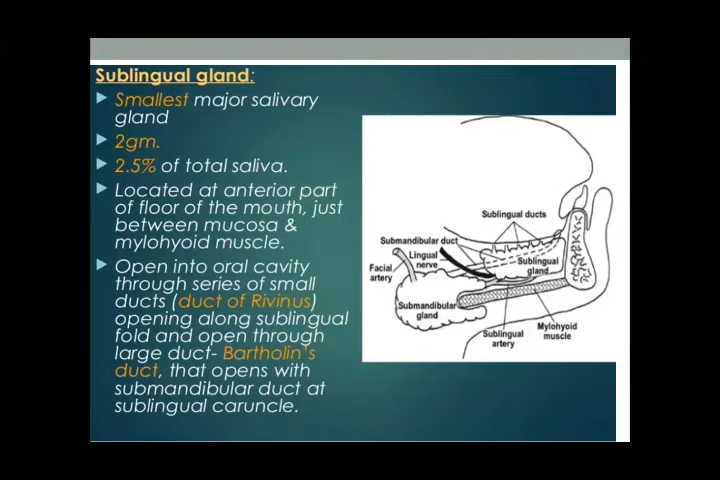 Sublingual gland:
Smallest major salivary
gland
2gm.
2.5% of total saliva.
Located at anterior part
of floor of the mouth, just
between mucosa &
mylohyoid muscle.
Open into oral cavity
through series of small
ducts (duct of Rivinus)
opening along sublingual
fold and open through
large duct- Bartholin's
duct, that opens with
submandibular duct at
sublingual caruncle.
Sublingual ducts
Submandibular duct
Lingual
nerve
Facial
artery
Sublingual
gland
Submandibular
gland
Sublingual
artery
Mylohyoid
muscle